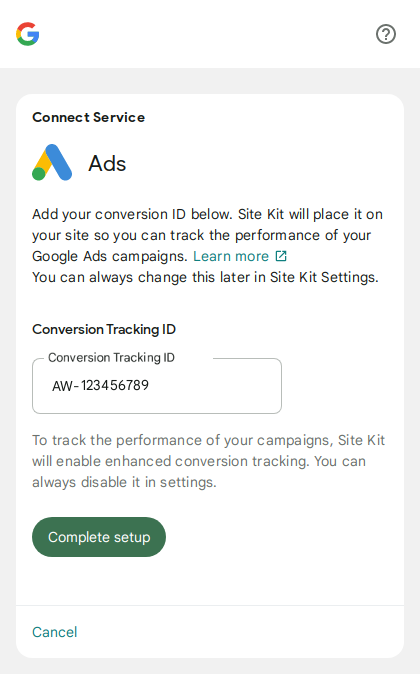 Connect Service
Ads
Add your conversion ID below. Site Kit will place it on
your site so you can track the performance of your
Google Ads campaigns. Learn more
You can always change this later in Site Kit Settings.
Conversion Tracking ID
Conversion Tracking ID
AW-123456789
To track the performance of your campaigns, Site Kit
will enable enhanced conversion tracking. You can
always disable it in settings.
Complete setup
Cancel